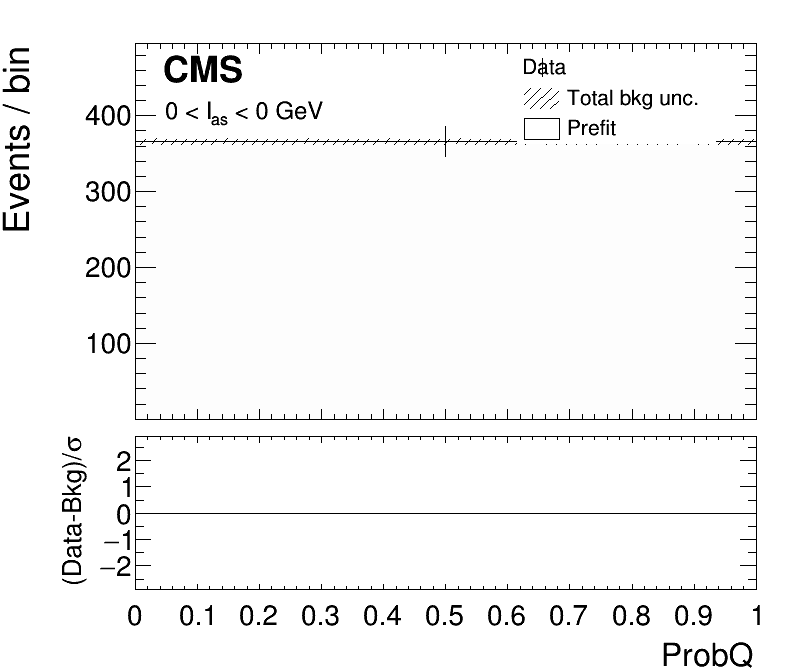 CMS
0 < I_as < 0 GeV
Data
Total bkg unc.
Prefit
Events / bin
400
300
200
100
(Data-Bkg)/σ
2
1
0
−1
−2
0 0.1 0.2 0.3 0.4 0.5 0.6 0.7 0.8 0.9 1
ProbQ